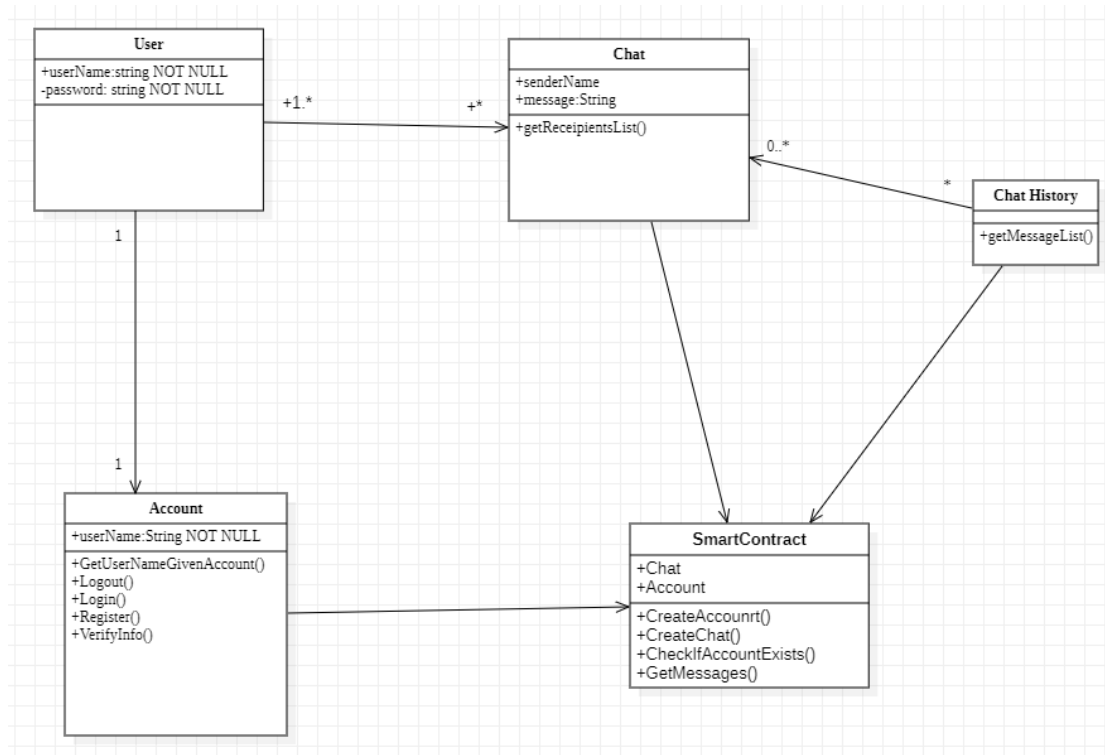 User
+userName:string NOT NULL
-password: string NOT NULL
+1.*
+*
Chat
+senderName
+message:String
+getReceipientsList()
0..*
*
Chat History
+getMessageList()
1
1
Account
+userName:String NOT NULL
+GetUserNameGivenAccount()
+Logout()
+Login()
+Register()
+VerifyInfo()
SmartContract
+Chat
+Account
+CreateAccounrt()
+CreateChat()
+CheckIfAccountExists()
+GetMessages()